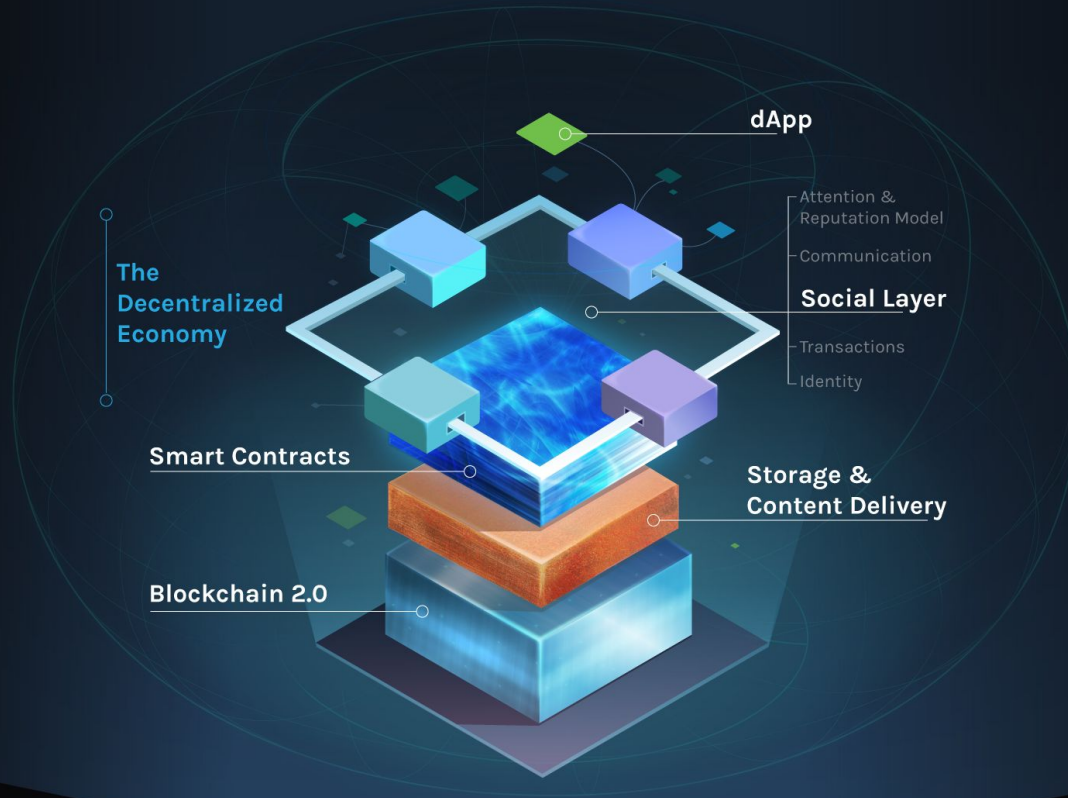 dApp
Attention &
Reputation Model
Communication
The
Decentralized
Economy
Social Layer
Transactions
Identity
Smart Contracts
Storage &
Content Delivery
Blockchain 2.0